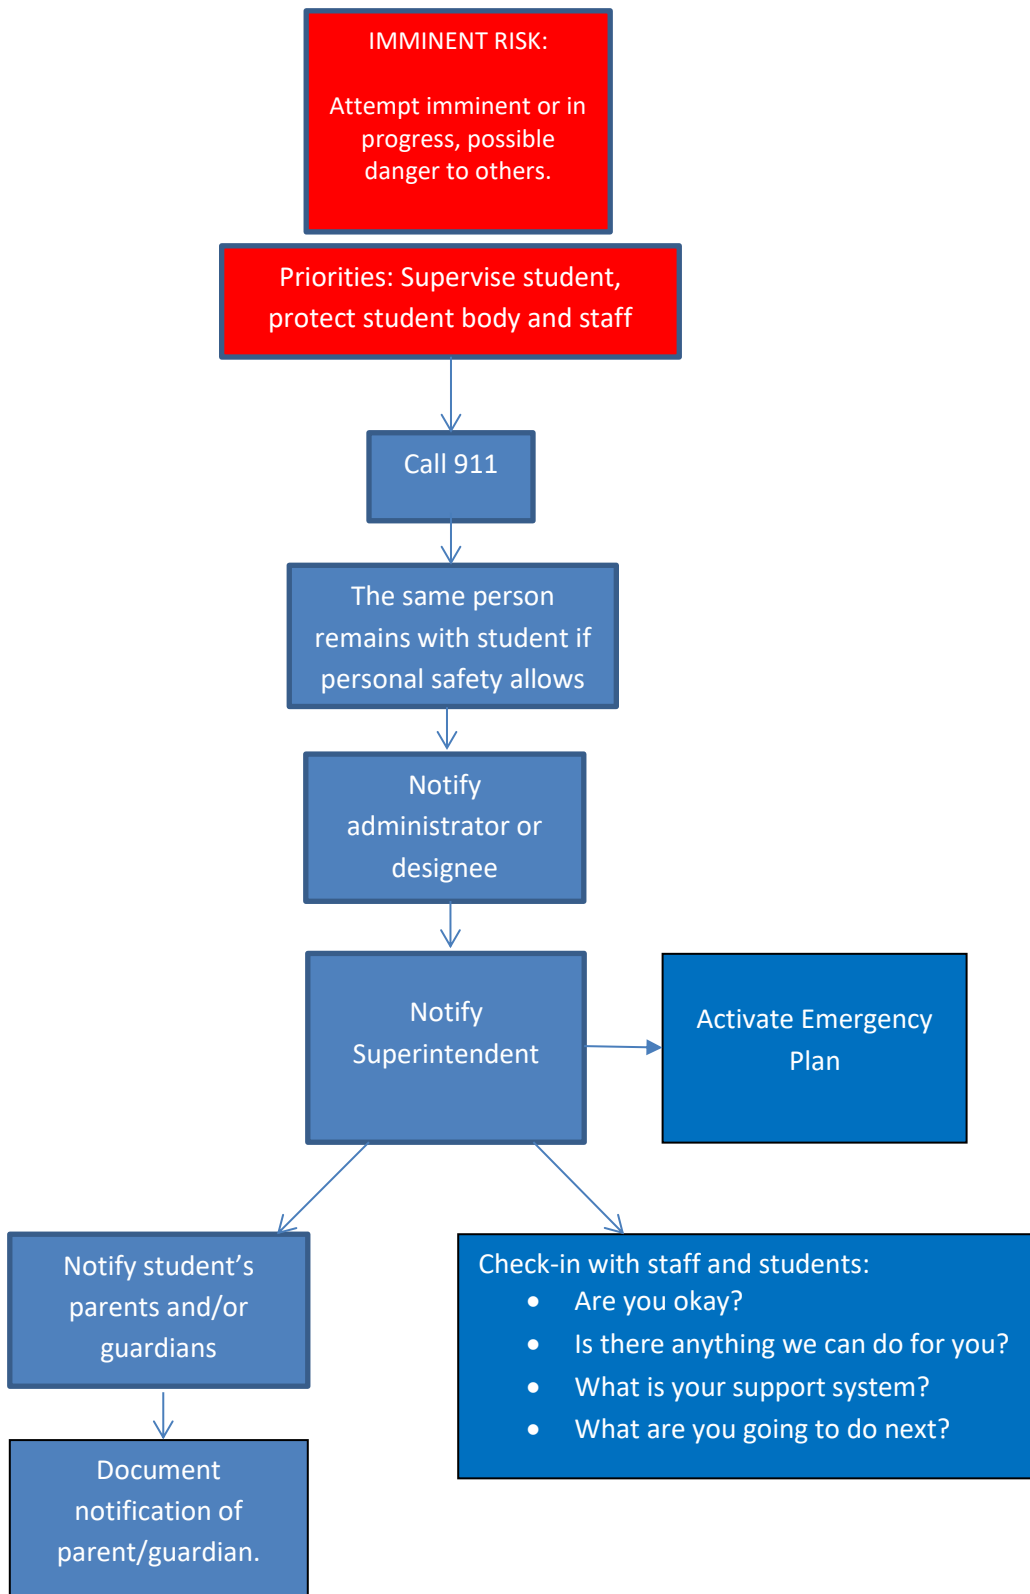 IMMINENT RISK:
Attempt imminent or in
progress, possible
danger to others.
Priorities: Supervise student,
protect student body and staff
Call 911
The same person
remains with student if
personal safety allows
Notify
administrator or
designee
Notify
Superintendent
Activate Emergency
Plan
Notify student’s
parents and/or
guardians
Check-in with staff and students:
• Are you okay?
• Is there anything we can do for you?
• What is your support system?
• What are you going to do next?
Document
notification of
parent/guardian.